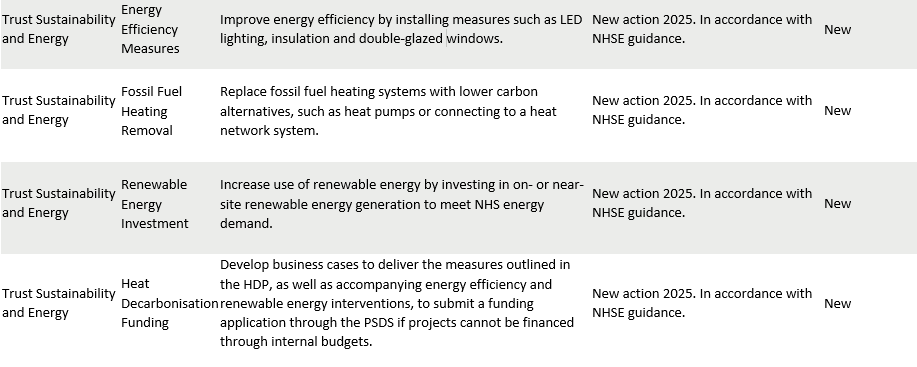 Trust Sustainability
and Energy
Energy
Efficiency
Measures
Improve energy efficiency by installing measures such as LED
lighting, insulation and double-glazed windows.
New action 2025. In accordance with
NHSE guidance.
New
Trust Sustainability
and Energy
Fossil Fuel
Heating
Removal
Replace fossil fuel heating systems with lower carbon
alternatives, such as heat pumps or connecting to a heat
network system.
New action 2025. In accordance with
NHSE guidance.
New
Trust Sustainability
and Energy
Renewable
Energy
Investment
Increase use of renewable energy by investing in on- or near-
site renewable energy generation to meet NHS energy
demand.
New action 2025. In accordance with
NHSE guidance.
New
Trust Sustainability
and Energy
Heat
Decarbonisation
Funding
Develop business cases to deliver the measures outlined in
the HDP, as well as accompanying energy efficiency and
renewable energy interventions, to submit a funding
application through the PSDS if projects cannot be financed
through internal budgets.
New action 2025. In accordance with
NHSE guidance.
New